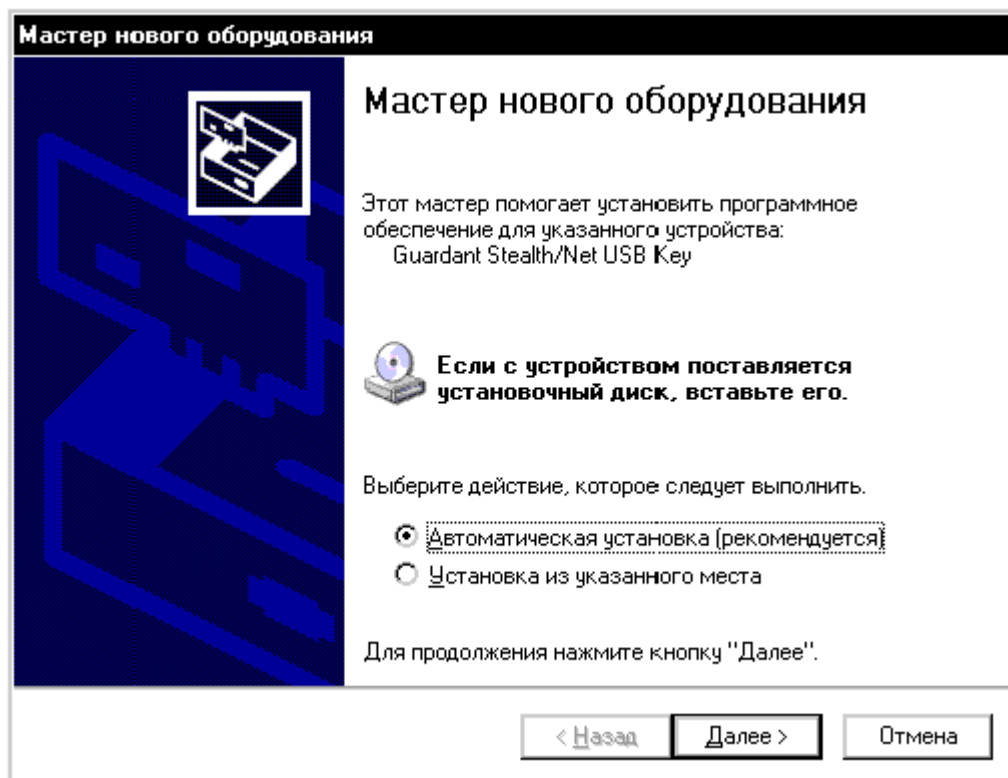 Мастер нового оборудования
Мастер нового оборудования
Этот мастер помогает установить программное
обеспечение для указанного устройства:
Guardant Stealth/Net USB Key
Если с устройством поставляется
установочный диск, вставьте его.
Выберите действие, которое следует выполнить.
Автоматическая установка (рекомендуется)
Установка из указанного места
Для продолжения нажмите кнопку "Далее".
< Назад Далее > Отмена